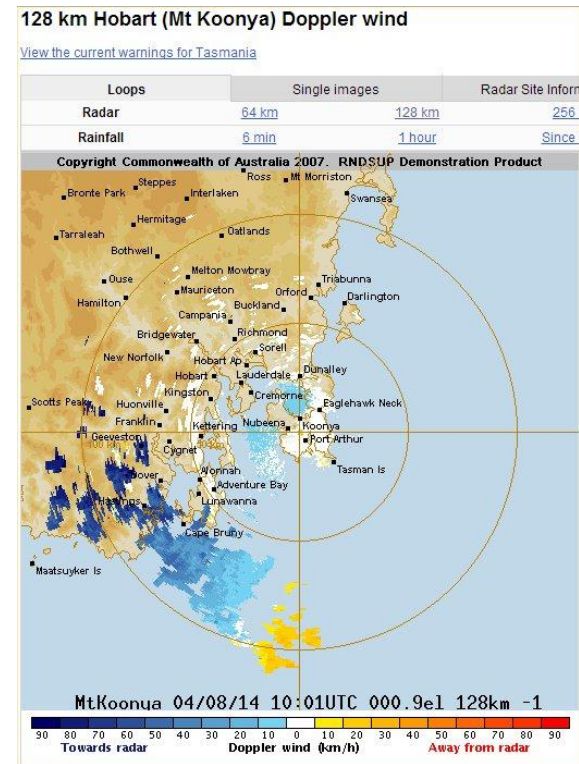 128 km Hobart (Mt Koonya) Doppler wind
View the current warnings for Tasmania
Loops Single images Radar Site Inform
Radar 64 km 128 km 256
Rainfall 6 min 1 hour Since
Copyright Commonwealth of Australia 2007. RNDSUP Demonstration Product
Ross Mt Morriston
Steppes
Bronte Park Interlaken
Swansea
Hermitage
Tarraleah Oatlands
Bothwell
Melton Mowbray
Ouse Triabunna
Mauriceton
Hamilton Orford Darlington
Buckland
Campania
Bridgewater Richmond
New Norfolk Sorell
Hobart Ap
Hobart Lauderdale Dunalley
Kingston Cremorne
Scotts Peak Huonville Eaglehawk Neck
Franklin Kettering Nubeena Koonya
Geeveston Port Arthur
Cygnet
Dover Alonnah Tasman Is
Adventure Bay
Hastings Lunawanna
Cape Bruny
Maatsuyker Is
MtKoonya 04/08/14 10:01UTC 000.9el 128km -1
90 80 70 60 50 40 30 20 10 0 10 20 30 40 50 60 70 80 90
Towards radar Doppler wind (km/h) Away from radar